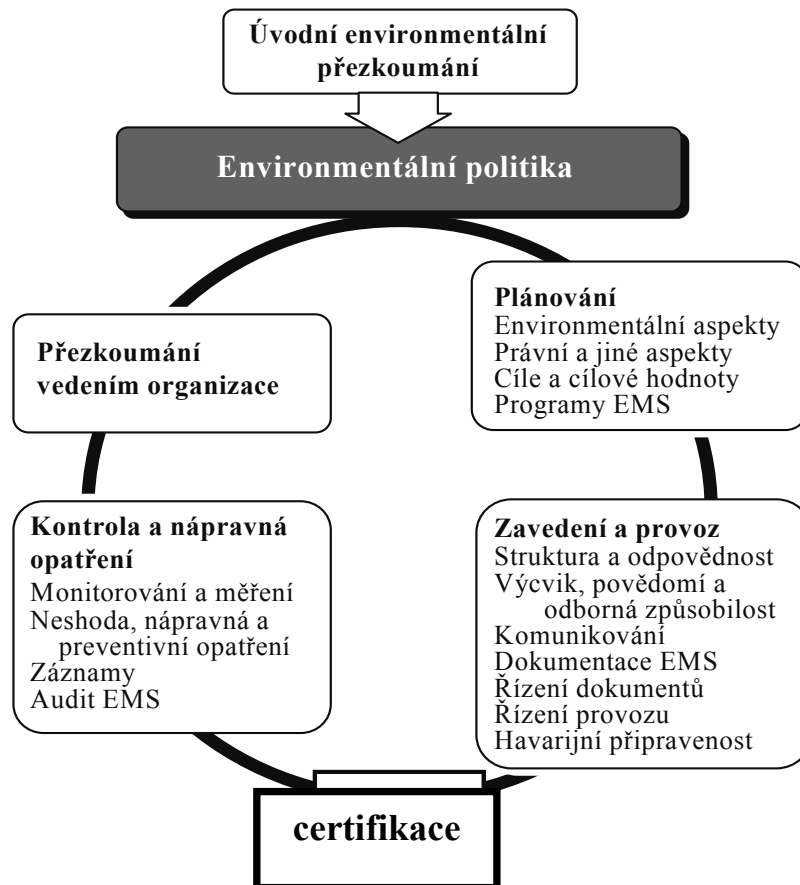 Úvodní environmentální
přezkoumání
Environmentální politika
Plánování
Environmentální aspekty
Právní a jiné aspekty
Cíle a cílové hodnoty
Programy EMS
Přezkoumání
vedením organizace
Kontrola a nápravná
opatření
Monitorování a měření
Neshoda, nápravná a
preventivní opatření
Záznamy
Audit EMS
Zavedení a provoz
Struktura a odpovědnost
Výcvik, povědomí a
odborná způsobilost
Komunikování
Dokumentace EMS
Řízení dokumentů
Řízení provozu
Havarijní připravenost
certifikace